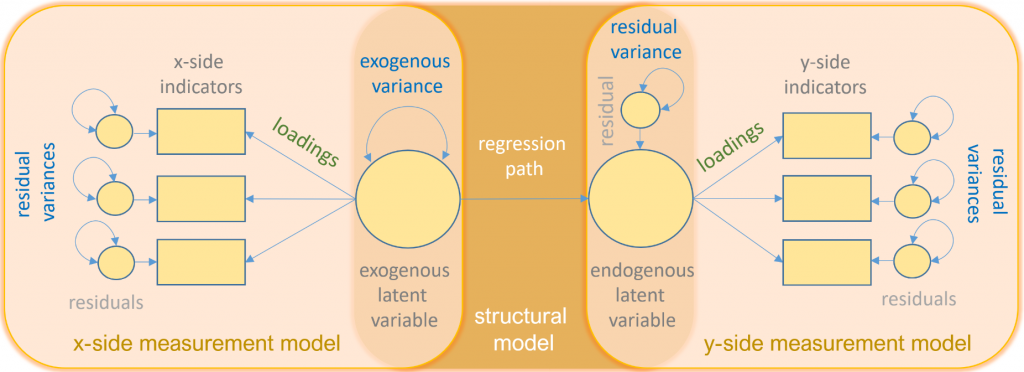 residual
variance
x-side
indicators
exogenous
variance
residual
y-side
indicators
loadings
regression
path
loadings
residual
variances
residual
variances
exogenous
latent
variable
endogenous
latent
variable
residuals
residuals
structural
model
x-side measurement model
y-side measurement model